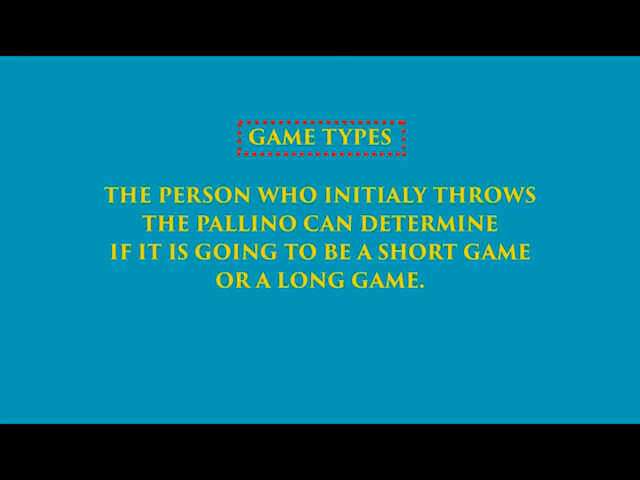 GAME TYPES
THE PERSON WHO INITIALY THROWS
THE PALLINO CAN DETERMINE
IF IT IS GOING TO BE A SHORT GAME
OR A LONG GAME.